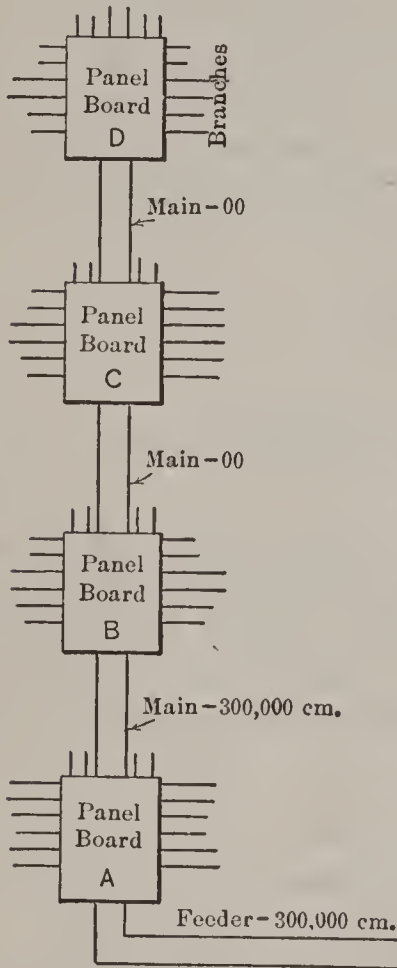 Panel
Board
D
Branches
Main-00
Panel
Board
C
Main-00
Panel
Board
B
Main-300,000 cm.
Panel
Board
A
Feeder-300,000 cm.